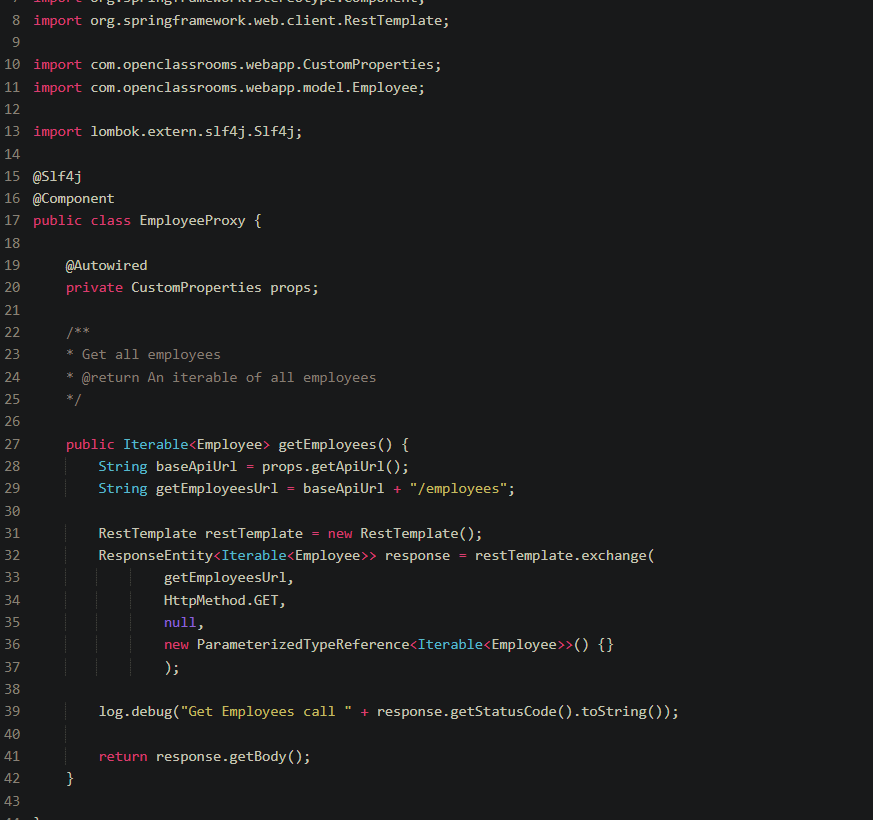 7 import org.springframework.stereotype.Component;
8 import org.springframework.web.client.RestTemplate;
9
10 import com.openclassrooms.webapp.CustomProperties;
11 import com.openclassrooms.webapp.model.Employee;
12
13 import lombok.extern.slf4j.Slf4j;
14
15 @Slf4j
16 @Component
17 public class EmployeeProxy {
18
19     @Autowired
20     private CustomProperties props;
21
22     /**
23     * Get all employees
24     * @return An iterable of all employees
25     */
26
27     public Iterable<Employee> getEmployees() {
28         String baseApiUrl = props.getApiUrl();
29         String getEmployeesUrl = baseApiUrl + "/employees";
30
31         RestTemplate restTemplate = new RestTemplate();
32         ResponseEntity<Iterable<Employee>> response = restTemplate.exchange(
33                 getEmployeesUrl,
34                 HttpMethod.GET,
35                 null,
36                 new ParameterizedTypeReference<Iterable<Employee>>() {}
37                 );
38
39         log.debug("Get Employees call " + response.getStatusCode().toString());
40
41         return response.getBody();
42     }
43